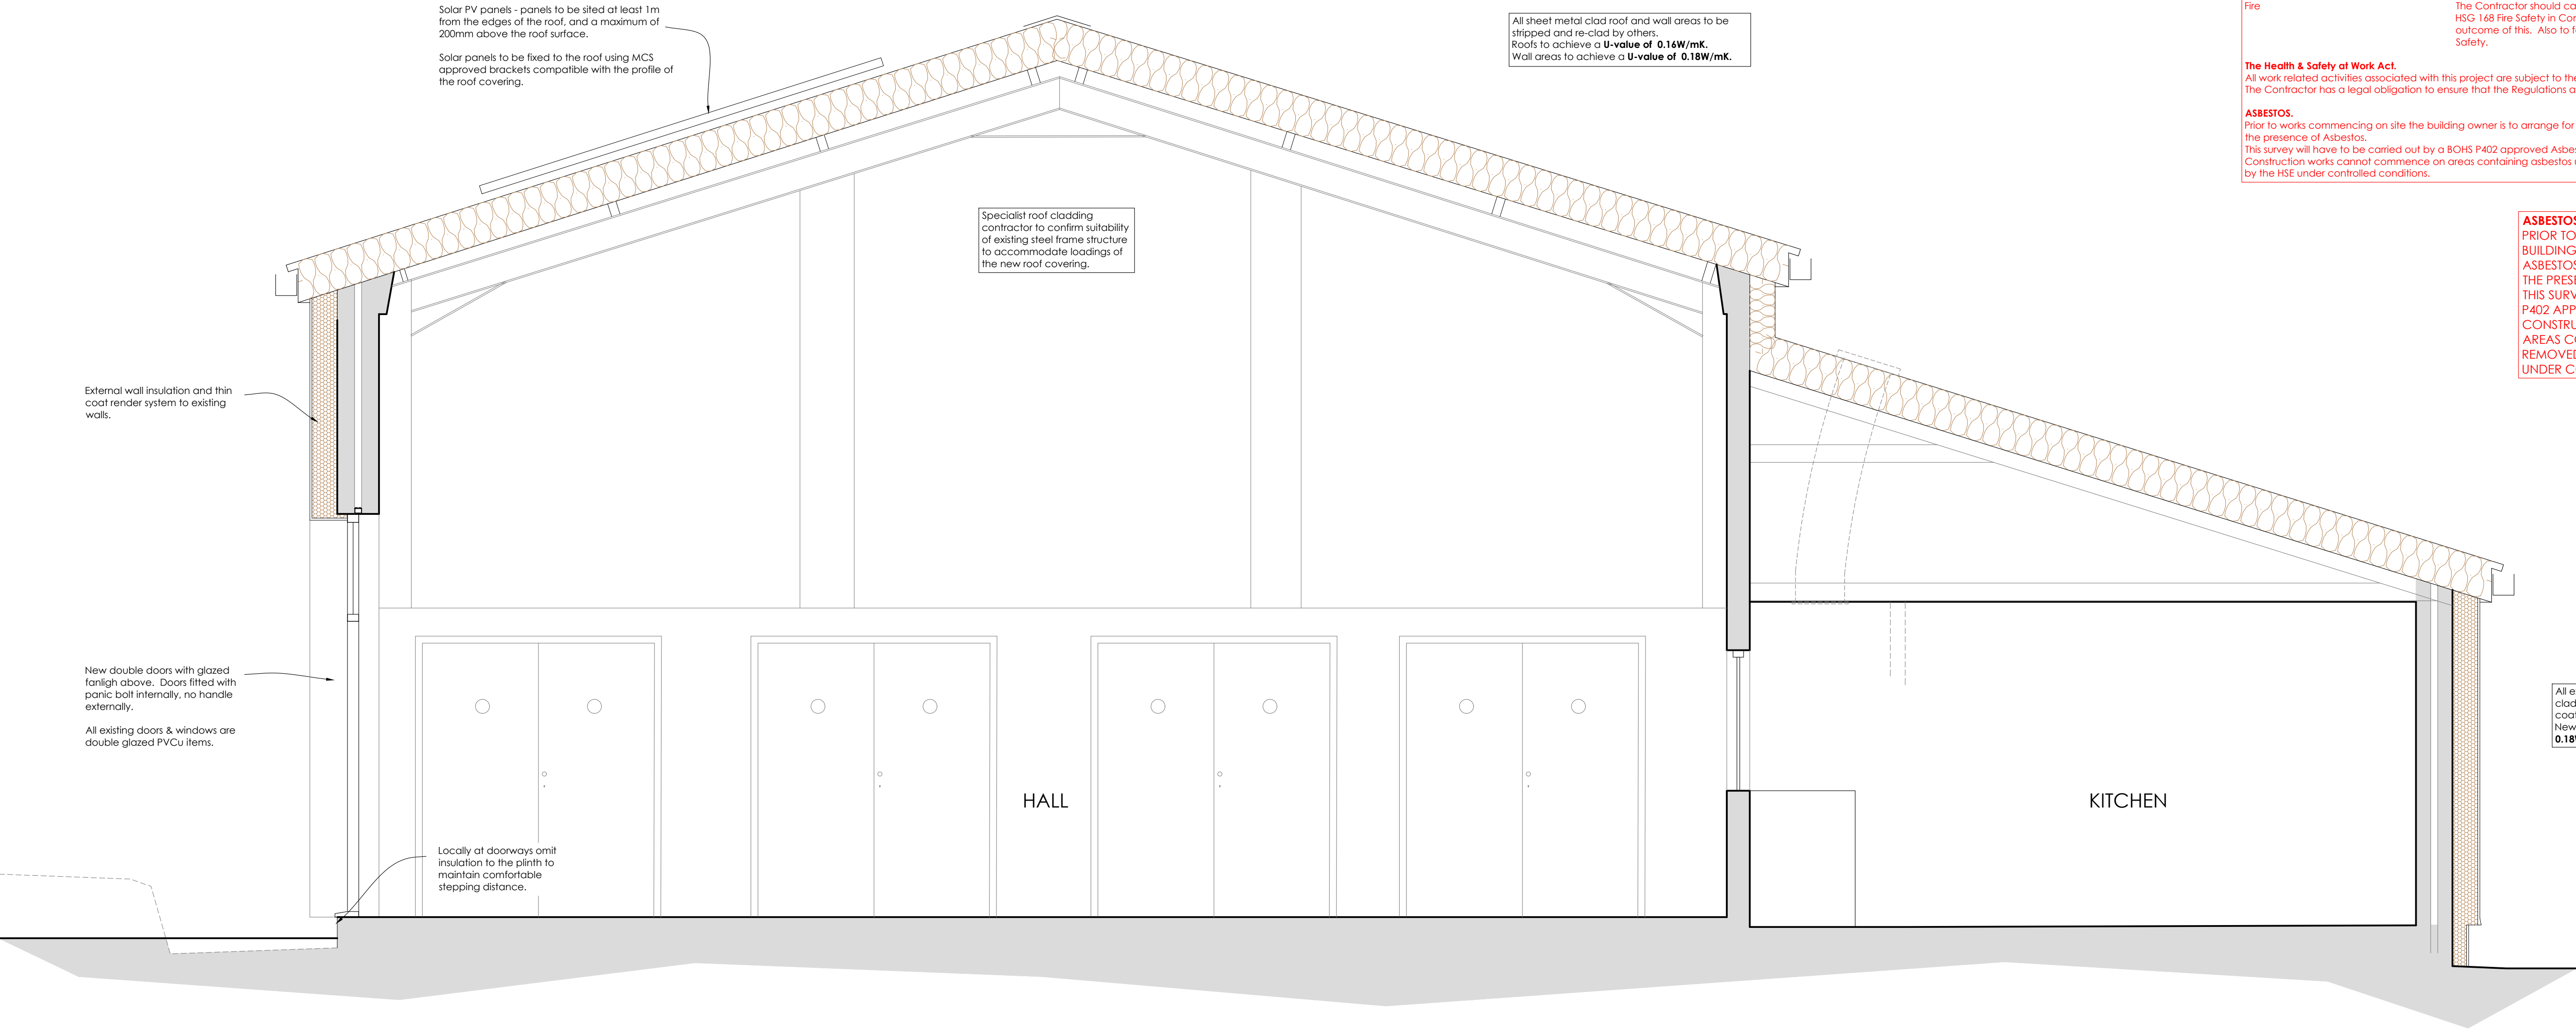 Solar PV panels - panels to be sited at least 1m
from the edges of the roof, and a maximum of
200mm above the roof surface.
Solar panels to be fixed to the roof using MCS
approved brackets compatible with the profile of
the roof covering.
All sheet metal clad roof and wall areas to be
stripped and re-clad by others.
Roofs to achieve a U-value of 0.16W/mK.
Wall areas to achieve a U-value of 0.18W/mK.
Fire
The Contractor should ca
HSG 168 Fire Safety in Con
outcome of this. Also to f
Safety.
The Health & Safety at Work Act.
All work related activities associated with this project are subject to the
The Contractor has a legal obligation to ensure that the Regulations a
ASBESTOS.
Prior to works commencing on site the building owner is to arrange for
the presence of Asbestos.
This survey will have to be carried out by a BOHS P402 approved Asbes
Construction works cannot commence on areas containing asbestos
by the HSE under controlled conditions.
ASBESTOS
PRIOR TO
BUILDING
ASBESTOS
THE PRESE
THIS SURV
P402 APP
CONSTRU
AREAS CO
REMOVED
UNDER C
Specialist roof cladding
contractor to confirm suitability
of existing steel frame structure
to accommodate loadings of
the new roof covering.
External wall insulation and thin
coat render system to existing
walls.
New double doors with glazed
fanligh above. Doors fitted with
panic bolt internally, no handle
externally.
All existing doors & windows are
double glazed PVCu items.
All e
clad
coat
New
0.18W
HALL
KITCHEN
Locally at doorways omit
insulation to the plinth to
maintain comfortable
stepping distance.